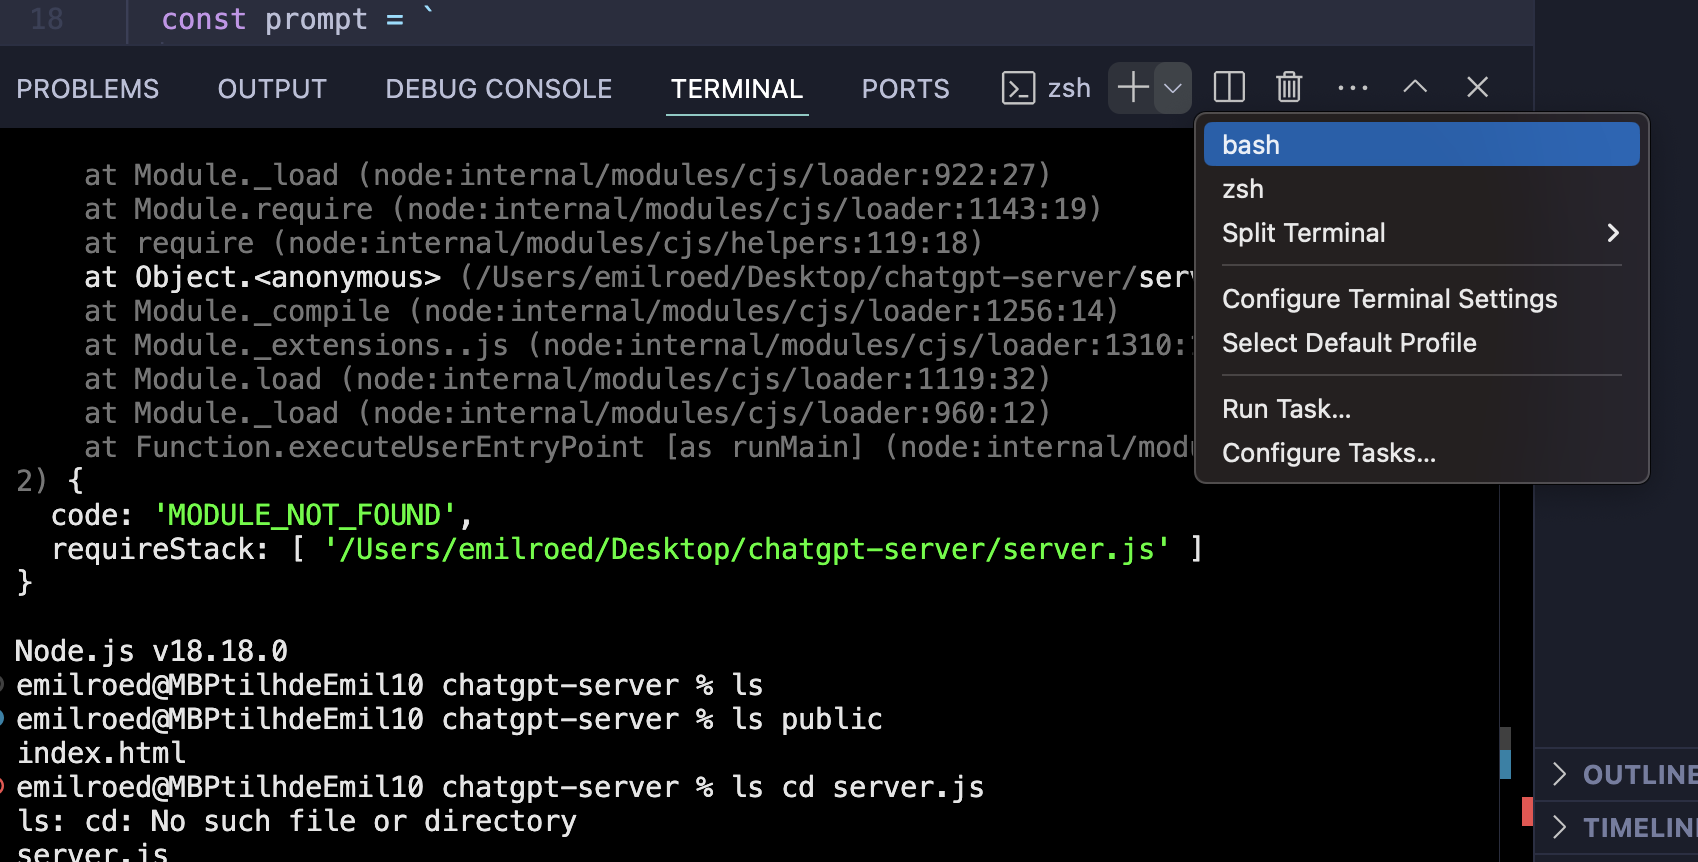 18 const prompt = `
PROBLEMS OUTPUT DEBUG CONSOLE TERMINAL PORTS zsh
bash
zsh
Split Terminal
Configure Terminal Settings
Select Default Profile
Run Task...
Configure Tasks...
at Module._load (node:internal/modules/cjs/loader:922:27)
at Module.require (node:internal/modules/cjs/loader:1143:19)
at require (node:internal/modules/cjs/helpers:119:18)
at Object.<anonymous> (/Users/emilroed/Desktop/chatgpt-server/serv
at Module._compile (node:internal/modules/cjs/loader:1256:14)
at Module._extensions..js (node:internal/modules/cjs/loader:1310:
at Module.load (node:internal/modules/cjs/loader:1119:32)
at Module._load (node:internal/modules/cjs/loader:960:12)
at Function.executeUserEntryPoint [as runMain] (node:internal/modu
2) {
code: 'MODULE_NOT_FOUND',
requireStack: [ '/Users/emilroed/Desktop/chatgpt-server/server.js' ]
}
Node.js v18.18.0
emilroed@MBPtilhdeEmil10 chatgpt-server % ls
emilroed@MBPtilhdeEmil10 chatgpt-server % ls public
index.html
emilroed@MBPtilhdeEmil10 chatgpt-server % ls cd server.js
ls: cd: No such file or directory
server.js
OUTLINE
TIMELINE